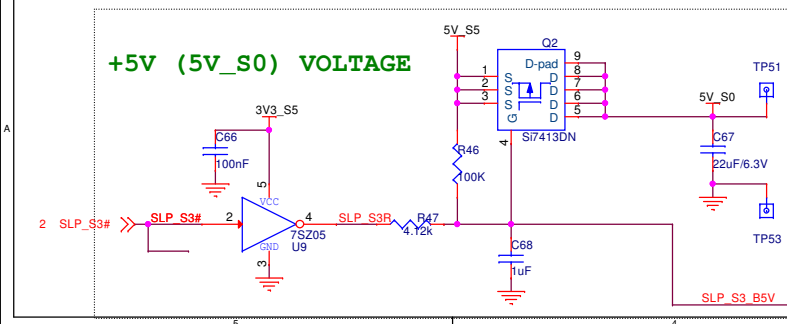 5V_S5
Q2
+5V (5V_S0) VOLTAGE
D-pad
9
TP51
1
S
D
8
2
S
D
7
3
S
D
6
G
D
5
5V_S0
3V3_S5
4
Si7413DN
A
C66
100nF
R46
100K
C67
22uF/6.3V
5
VCC
2 SLP_S3#
SLP_S3#
2
4
SLP_S3R
R47
4.12k
7SZ05
U9
GND
3
TP53
C68
1uF
SLP_S3_B5V
5
4